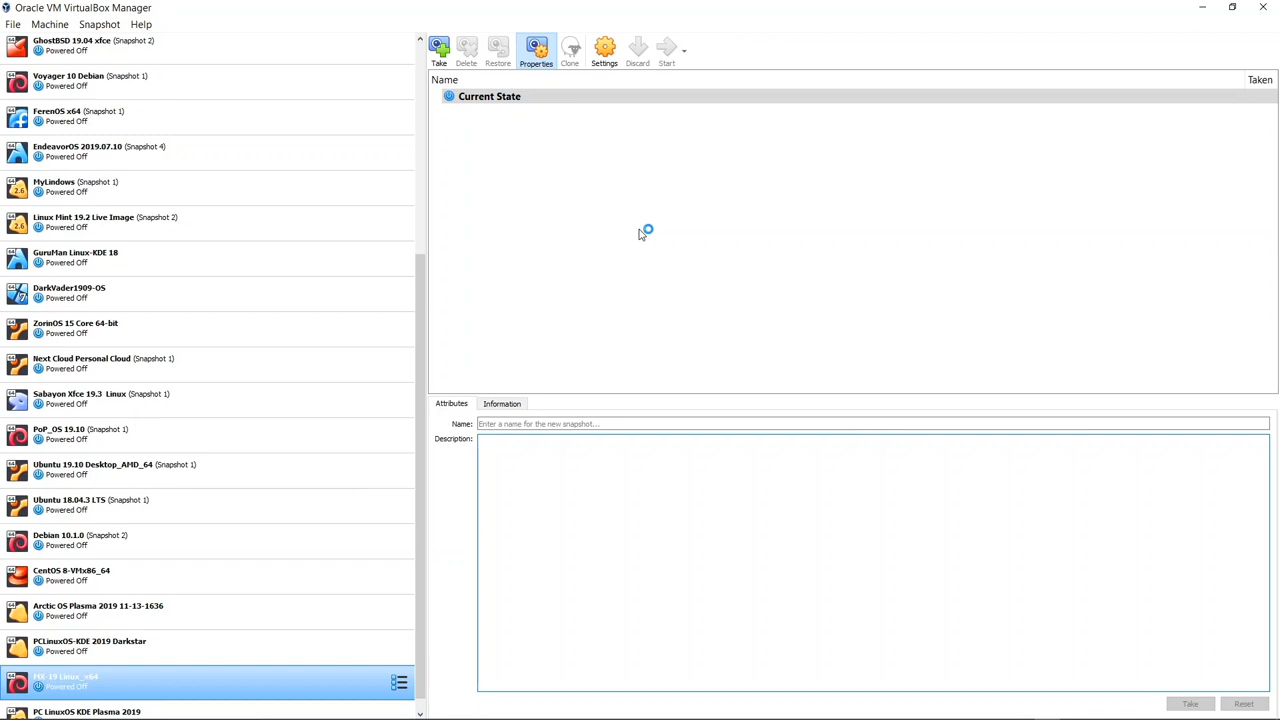 Oracle VM VirtualBox Manager
File Machine Snapshot Help
GhostBSD 19.04 xfce (Snapshot 2)
Powered Off
Voyager 10 Debian (Snapshot 1)
Powered Off
FerenOS x64 (Snapshot 1)
Powered Off
EndeavorOS 2019.07.10 (Snapshot 4)
Powered Off
MyLindows (Snapshot 1)
Powered Off
Linux Mint 19.2 Live Image (Snapshot 2)
Powered Off
GuruMan Linux-KDE 18
Powered Off
DarkVader1909-OS
Powered Off
ZorinOS 15 Core 64-bit
Powered Off
Next Cloud Personal Cloud (Snapshot 1)
Powered Off
Sabayon Xfce 19.3 Linux (Snapshot 1)
Powered Off
PoP_OS 19.10 (Snapshot 1)
Powered Off
Ubuntu 19.10 Desktop_AMD_64 (Snapshot 1)
Powered Off
Ubuntu 18.04.3 LTS (Snapshot 1)
Powered Off
Debian 10.1.0 (Snapshot 2)
Powered Off
CentOS 8-VMx86_64
Powered Off
Arctic OS Plasma 2019 11-13-1636
Powered Off
PCLinuxOS-KDE 2019 Darkstar
Powered Off
MX-19 Linux_x64
Powered Off
PC LinuxOS KDE Plasma 2019
Take Delete Restore Properties Clone Settings Discard Start
Name Taken
Current State
Attributes Information
Name: Enter a name for the new snapshot...
Description:
Take Reset